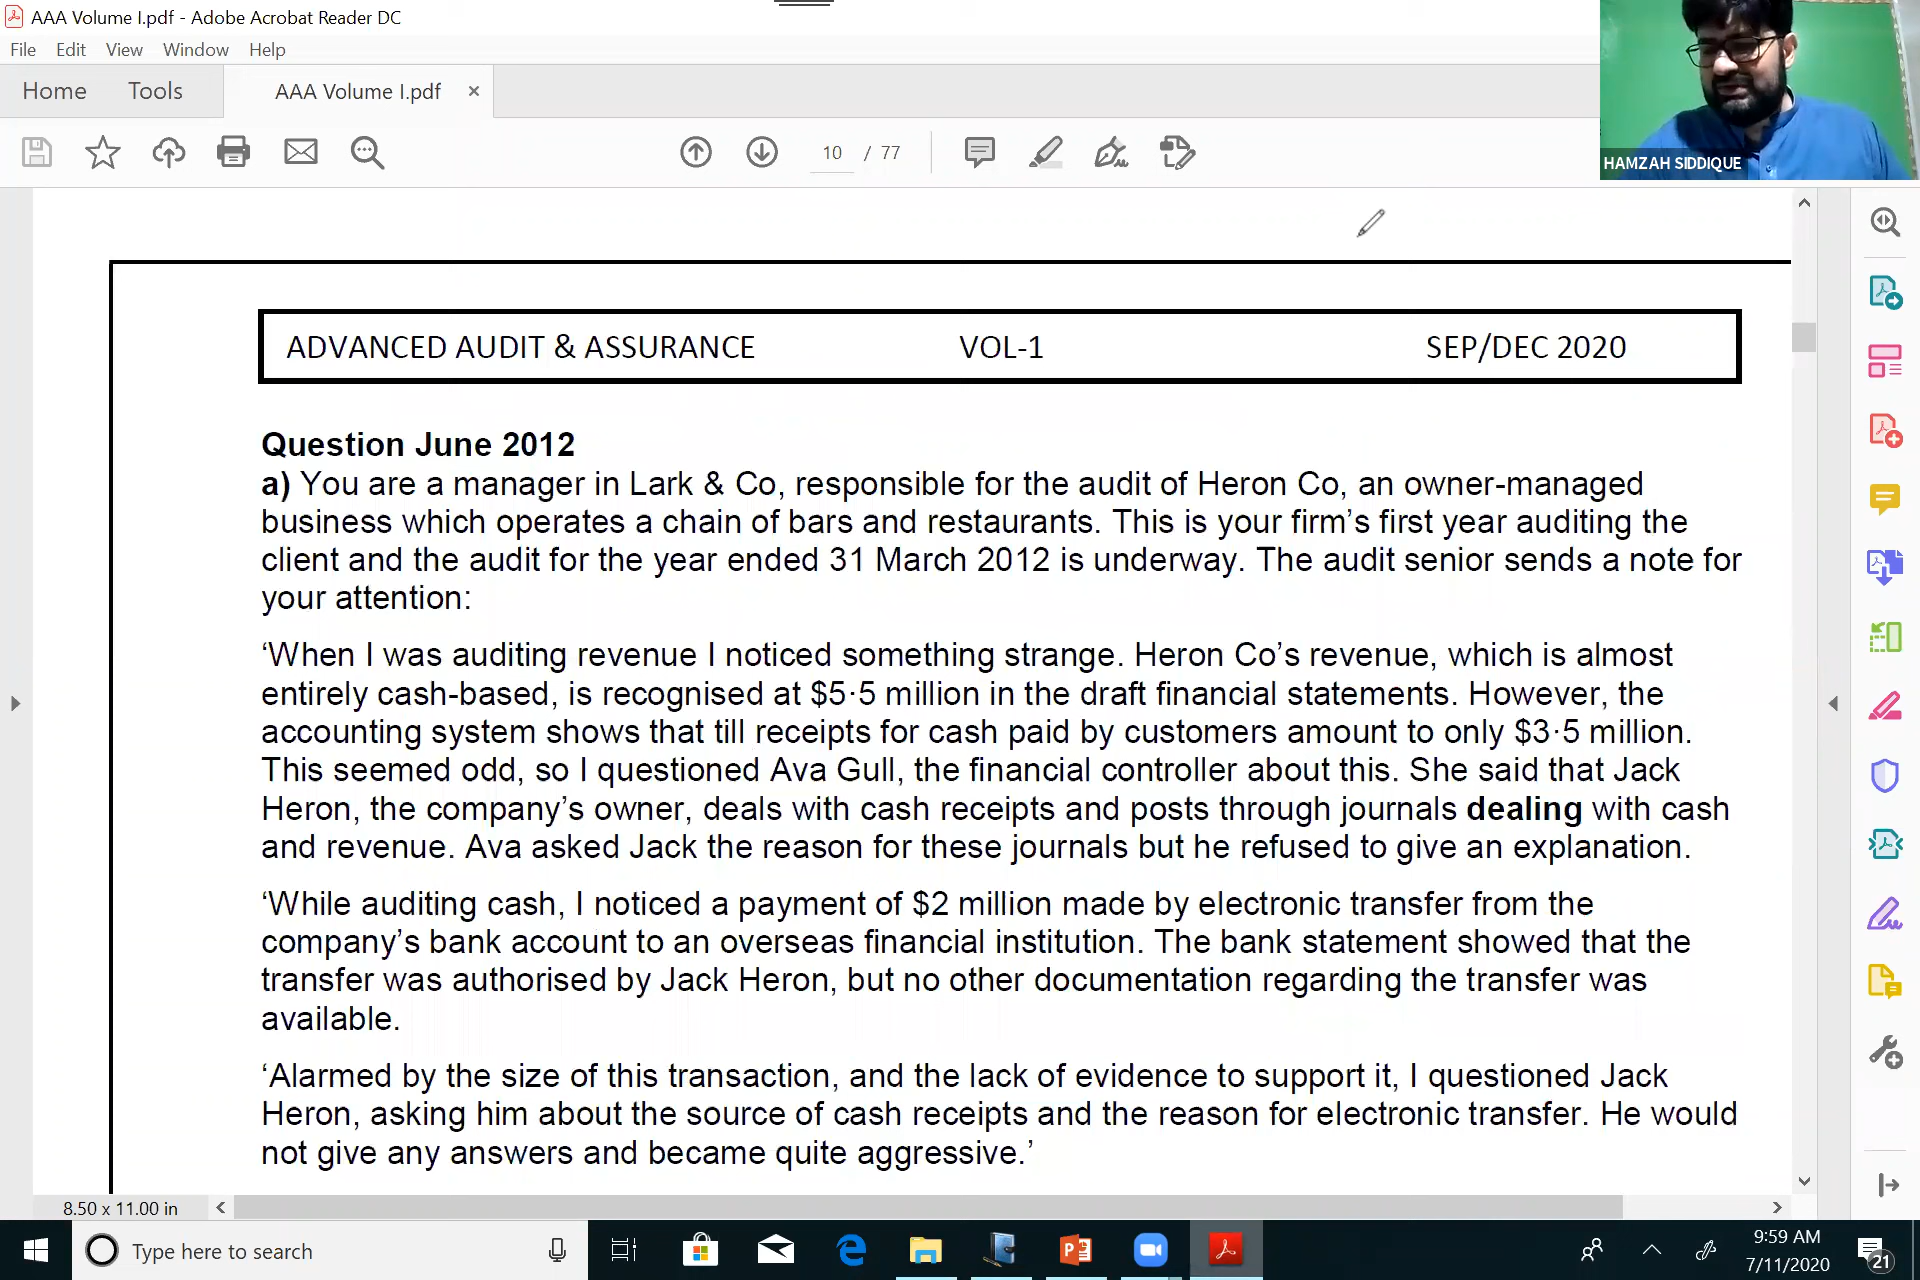 AAA Volume I.pdf - Adobe Acrobat Reader DC
File Edit View Window Help
Home Tools AAA Volume I.pdf ×
10 / 77
HAMZAH SIDDIQUE
ADVANCED AUDIT & ASSURANCE VOL-1 SEP/DEC 2020
Question June 2012
a) You are a manager in Lark & Co, responsible for the audit of Heron Co, an owner-managed
business which operates a chain of bars and restaurants. This is your firm’s first year auditing the
client and the audit for the year ended 31 March 2012 is underway. The audit senior sends a note for
your attention:
‘When I was auditing revenue I noticed something strange. Heron Co’s revenue, which is almost
entirely cash-based, is recognised at $5·5 million in the draft financial statements. However, the
accounting system shows that till receipts for cash paid by customers amount to only $3·5 million.
This seemed odd, so I questioned Ava Gull, the financial controller about this. She said that Jack
Heron, the company’s owner, deals with cash receipts and posts through journals dealing with cash
and revenue. Ava asked Jack the reason for these journals but he refused to give an explanation.
‘While auditing cash, I noticed a payment of $2 million made by electronic transfer from the
company’s bank account to an overseas financial institution. The bank statement showed that the
transfer was authorised by Jack Heron, but no other documentation regarding the transfer was
available.
‘Alarmed by the size of this transaction, and the lack of evidence to support it, I questioned Jack
Heron, asking him about the source of cash receipts and the reason for electronic transfer. He would
not give any answers and became quite aggressive.’
8.50 x 11.00 in
Type here to search
9:59 AM
7/11/2020
21